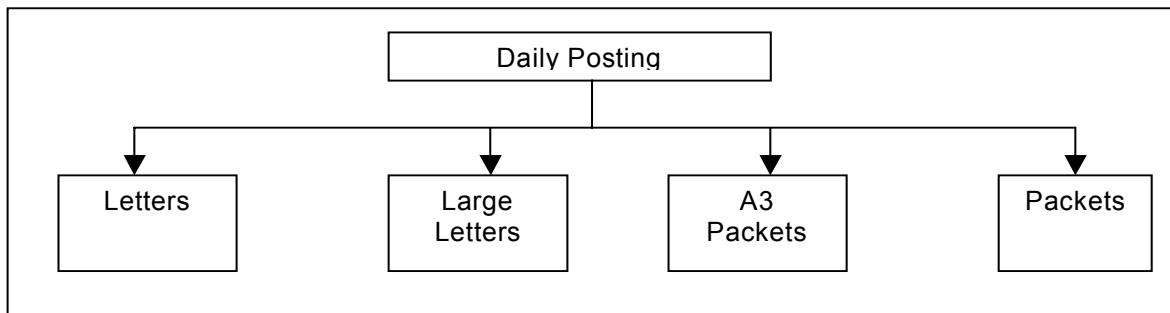 Daily Posting
Letters
Large
Letters
A3
Packets
Packets